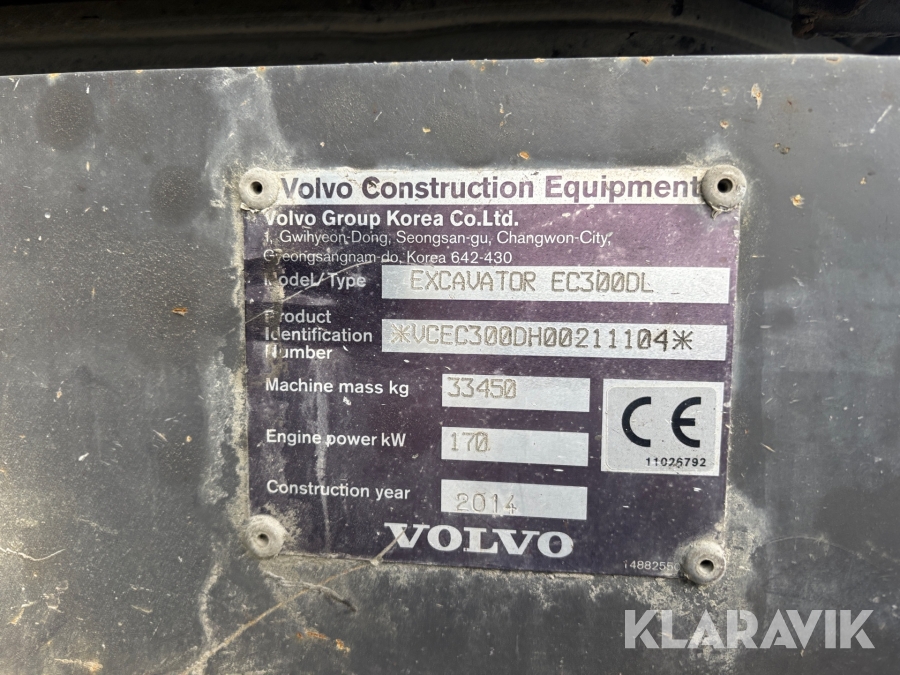 Volvo Construction Equipment
Volvo Group Korea Co.Ltd.
1, Gwihyeon-Dong, Seongsan-gu, Changwon-City,
Gyeongsangnam-do, Korea 642-430
Model/Type EXCAVATOR EC300DL
Product
Identification
Number
*VCEC300DH00211104*
Machine mass kg 33450
CE
11026792
Engine power kW 170
Construction year 2014
VOLVO
KLARAVIK